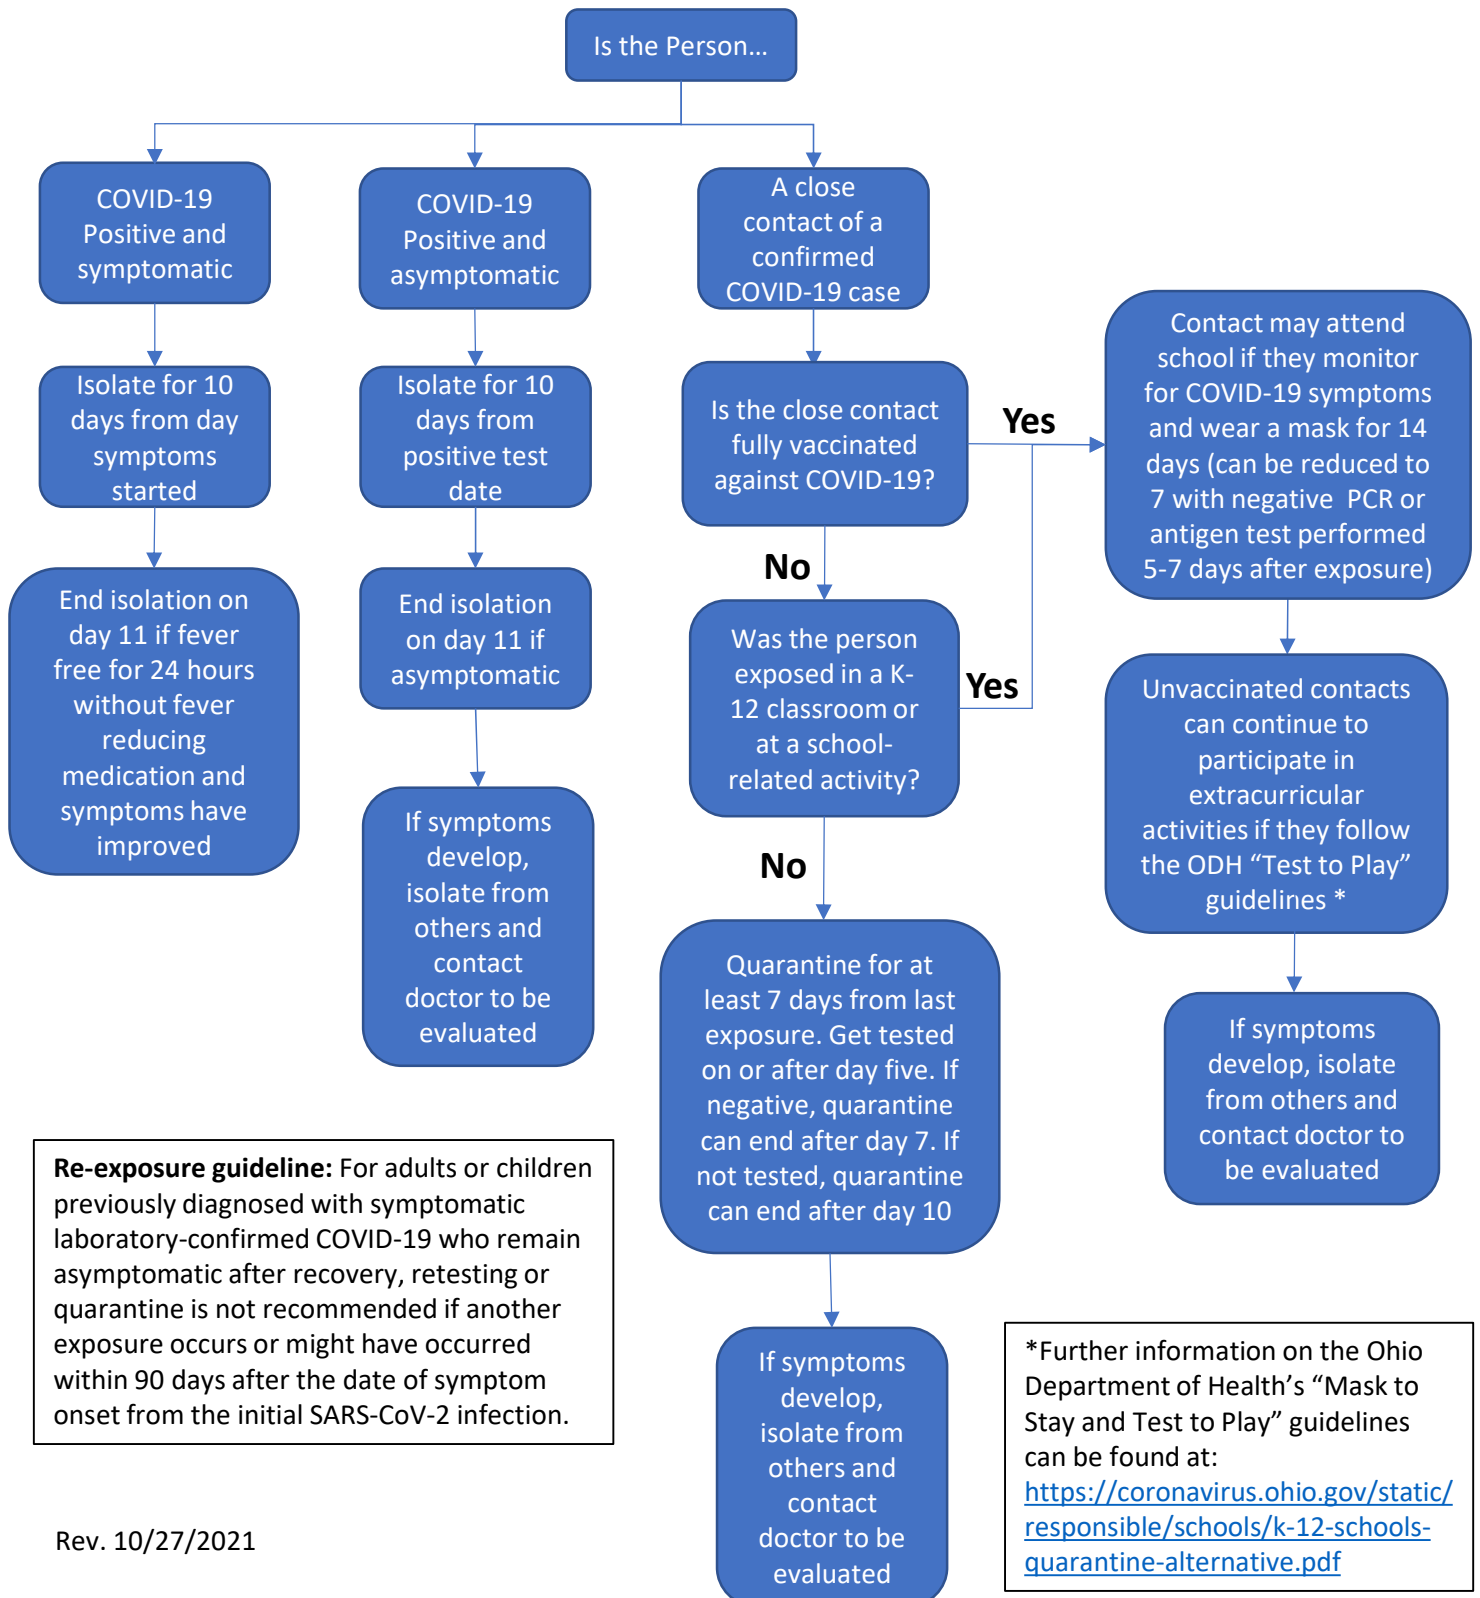 Is the Person...
COVID-19
Positive and
symptomatic
Isolate for 10
days from day
symptoms
started
End isolation on
day 11 if fever
free for 24 hours
without fever
reducing
medication and
symptoms have
improved
COVID-19
Positive and
asymptomatic
Isolate for 10
days from
positive test
date
End isolation
on day 11 if
asymptomatic
If symptoms
develop,
isolate from
others and
contact
doctor to be
evaluated
A close
contact of a
confirmed
COVID-19 case
Is the close contact
fully vaccinated
against COVID-19?
Yes
No
Was the person
exposed in a K-
12 classroom or
at a school-
related activity?
Yes
No
Quarantine for at
least 7 days from last
exposure. Get tested
on or after day five. If
negative, quarantine
can end after day 7. If
not tested, quarantine
can end after day 10
If symptoms
develop,
isolate from
others and
contact
doctor to be
evaluated
Contact may attend
school if they monitor
for COVID-19 symptoms
and wear a mask for 14
days (can be reduced to
7 with negative PCR or
antigen test performed
5-7 days after exposure)
Unvaccinated contacts
can continue to
participate in
extracurricular
activities if they follow
the ODH “Test to Play”
guidelines *
If symptoms
develop, isolate
from others and
contact doctor to
be evaluated
Re-exposure guideline: For adults or children
previously diagnosed with symptomatic
laboratory-confirmed COVID-19 who remain
asymptomatic after recovery, retesting or
quarantine is not recommended if another
exposure occurs or might have occurred
within 90 days after the date of symptom
onset from the initial SARS-CoV-2 infection.
*Further information on the Ohio
Department of Health’s “Mask to
Stay and Test to Play” guidelines
can be found at:
https://coronavirus.ohio.gov/static/
responsible/schools/k-12-schools-
quarantine-alternative.pdf
Rev. 10/27/2021